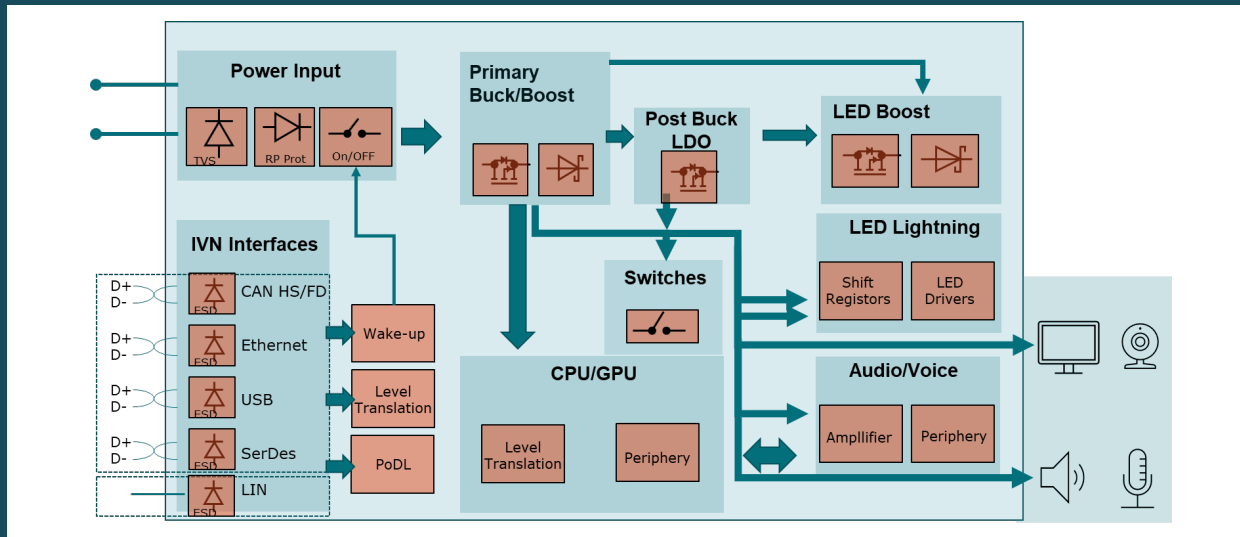 Power Input
TVS
RP Prot
On/OFF
Primary
Buck/Boost
Post Buck
LDO
LED Boost
IVN Interfaces
D+
D-
ESD
CAN HS/FD
D+
D-
ESD
Ethernet
D+
D-
ESD
USB
D+
D-
ESD
SerDes
ESD
LIN
Wake-up
Level
Translation
PoDL
Switches
CPU/GPU
Level
Translation
Periphery
LED Lightning
Shift
Registors
LED
Drivers
Audio/Voice
Ampllifier
Periphery